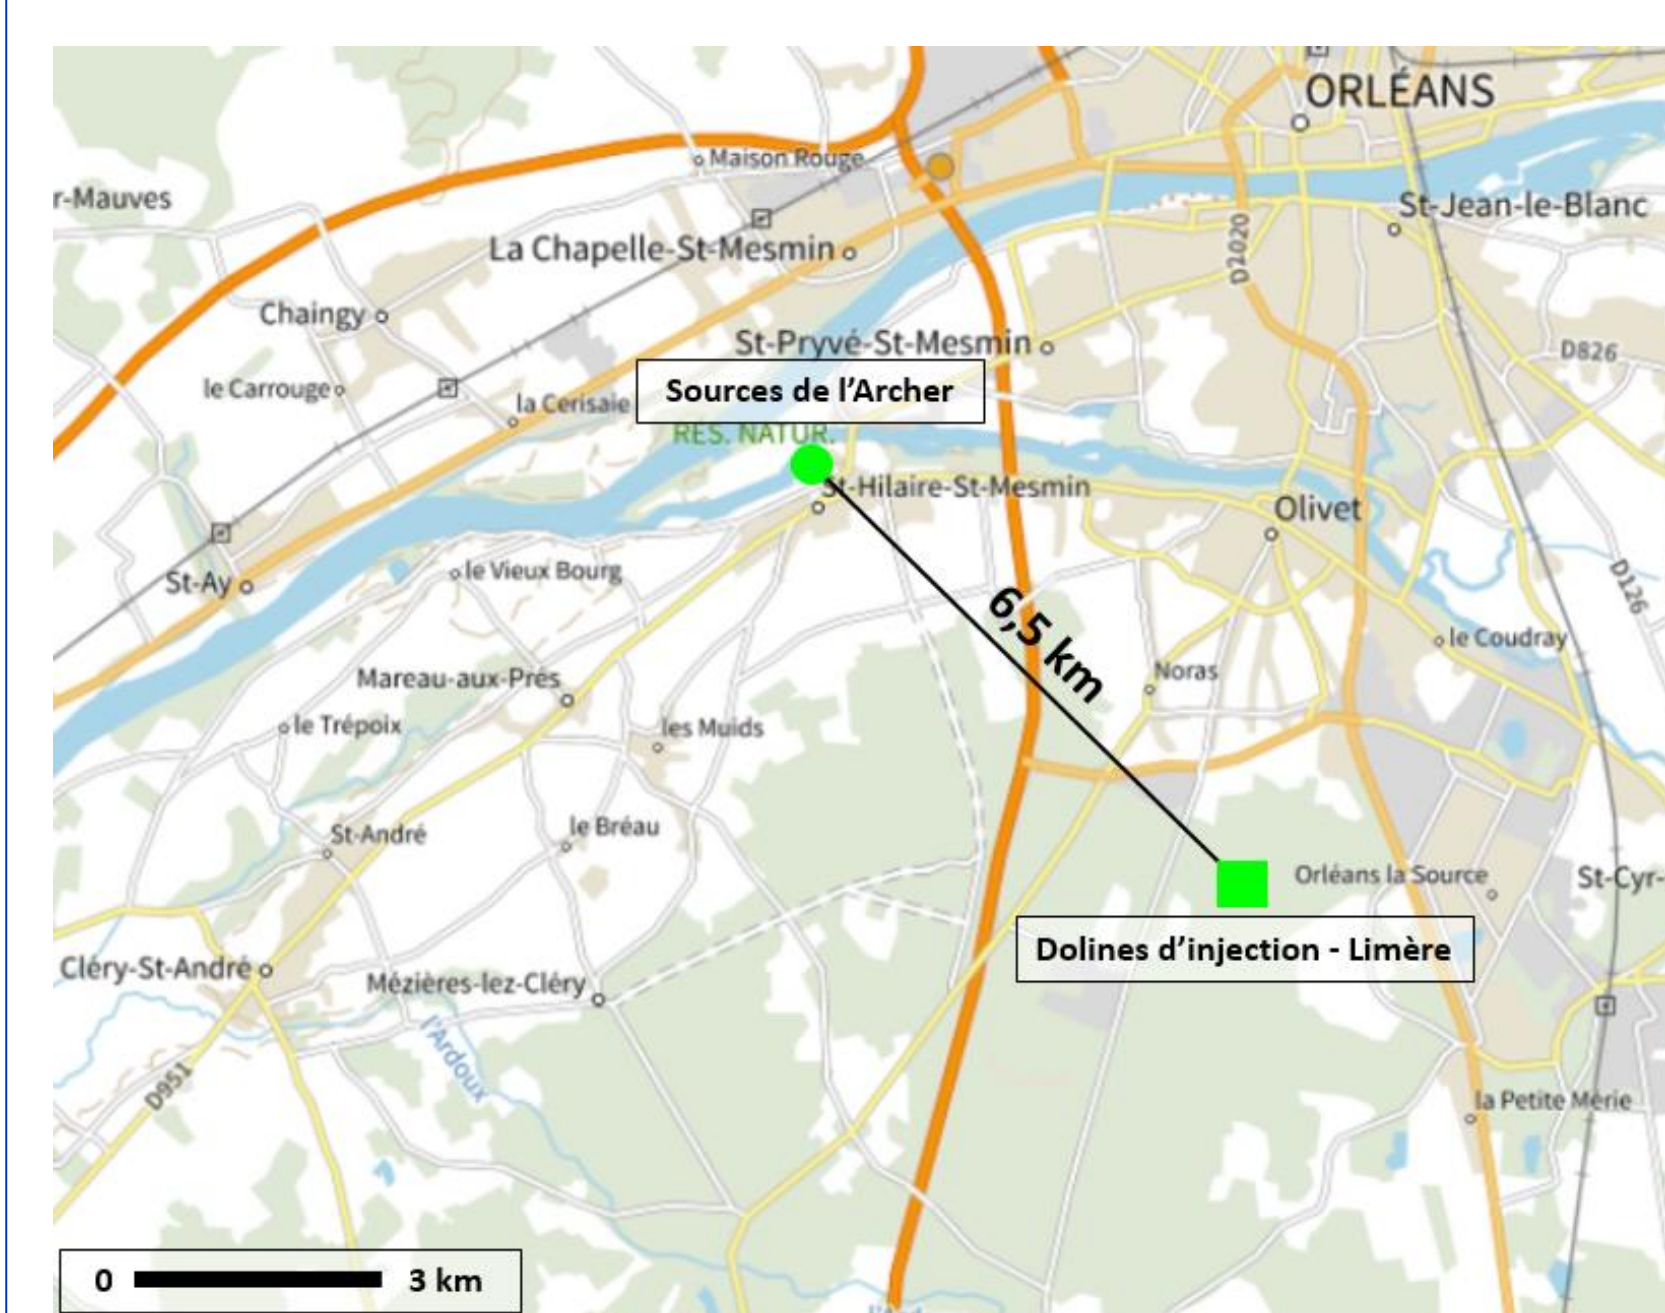 ORLÉANS
Maison Rouge
r-Mauves
St-Jean-le-Blanc
La Chapelle-St-Mesmin
D2020
Chaingy
St-Pryvé-St-Mesmin
D826
Sources de l'Archer
le Carrouge
la Cerisaie
RÉS. NATUR.
St-Hilaire-St-Mesmin
Olivet
St-Ay
le Vieux Bourg
D126
6,5 km
le Coudray
Mareau-aux-Prés
Noras
le Trépoix
les Muids
St-André
le Bréau
Orléans la Source
St-Cyr-
Dolines d'injection - Limère
Cléry-St-André
Mézières-lez-Cléry
l'Ardoux
D951
la Petite Mérie
0 3 km